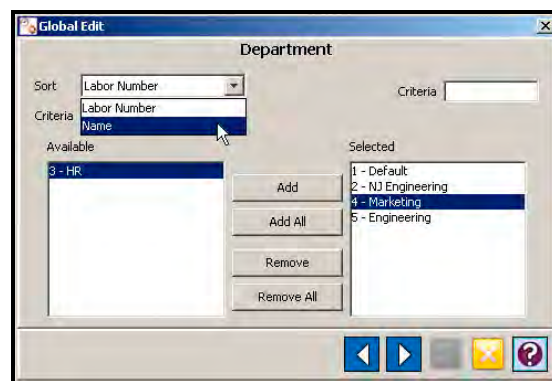 Global Edit
Department
Sort Labor Number
Criteria
Labor Number
Name
Criteria
Available
Selected
3 - HR
1 - Default
2 - NJ Engineering
4 - Marketing
5 - Engineering
Add
Add All
Remove
Remove All